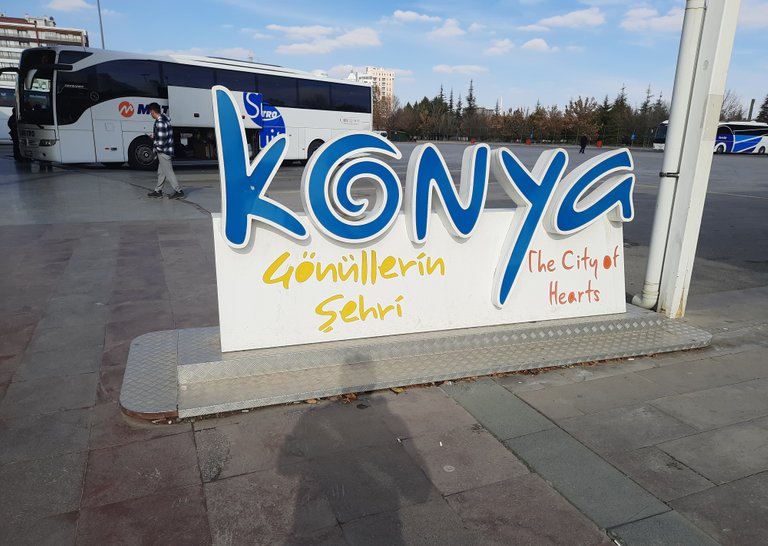 KONYA
Gönüllerin
Şehri
The City of
Hearts